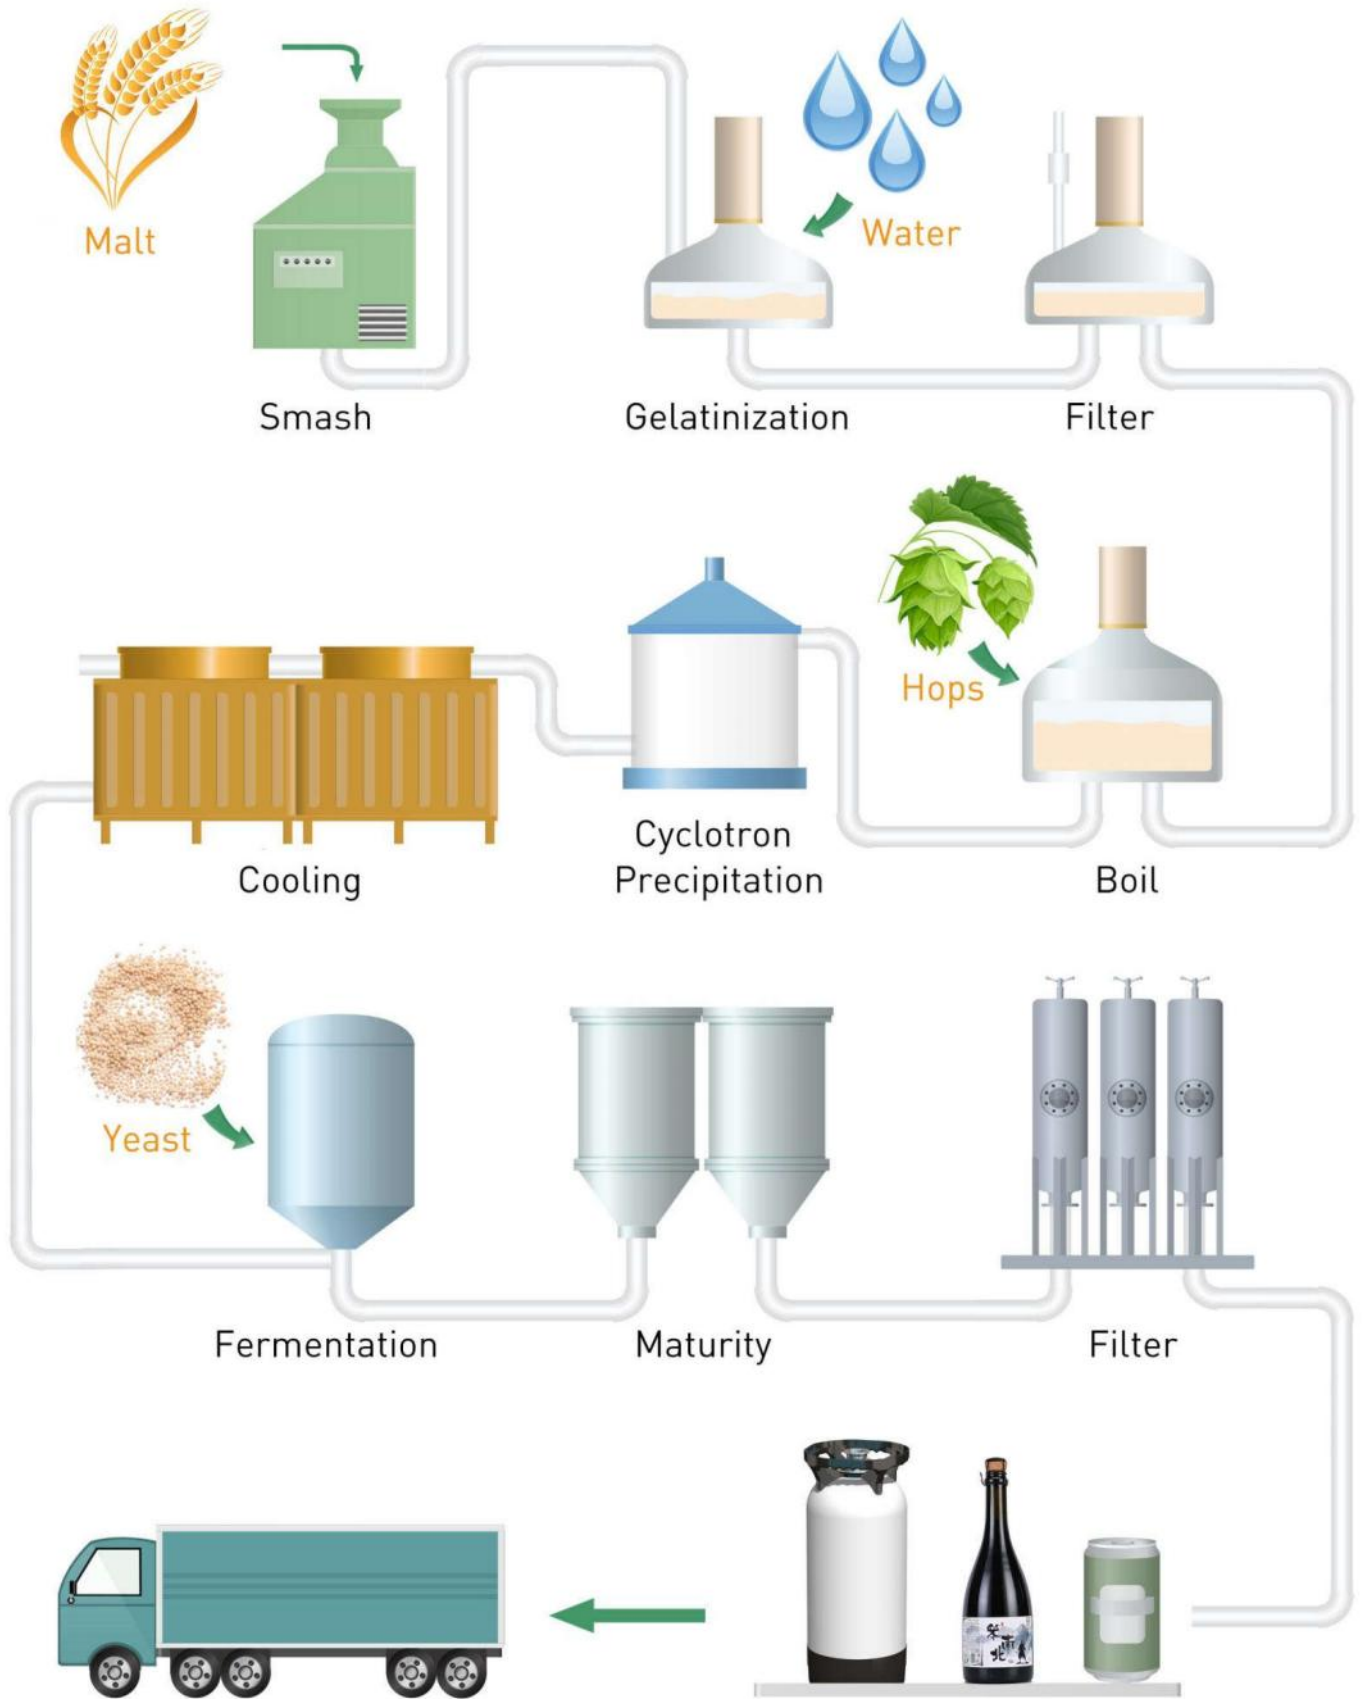 Malt
Water
Smash
Gelatinization
Filter
Hops
Cyclotron
Precipitation
Cooling
Boil
Yeast
Fermentation
Maturity
Filter